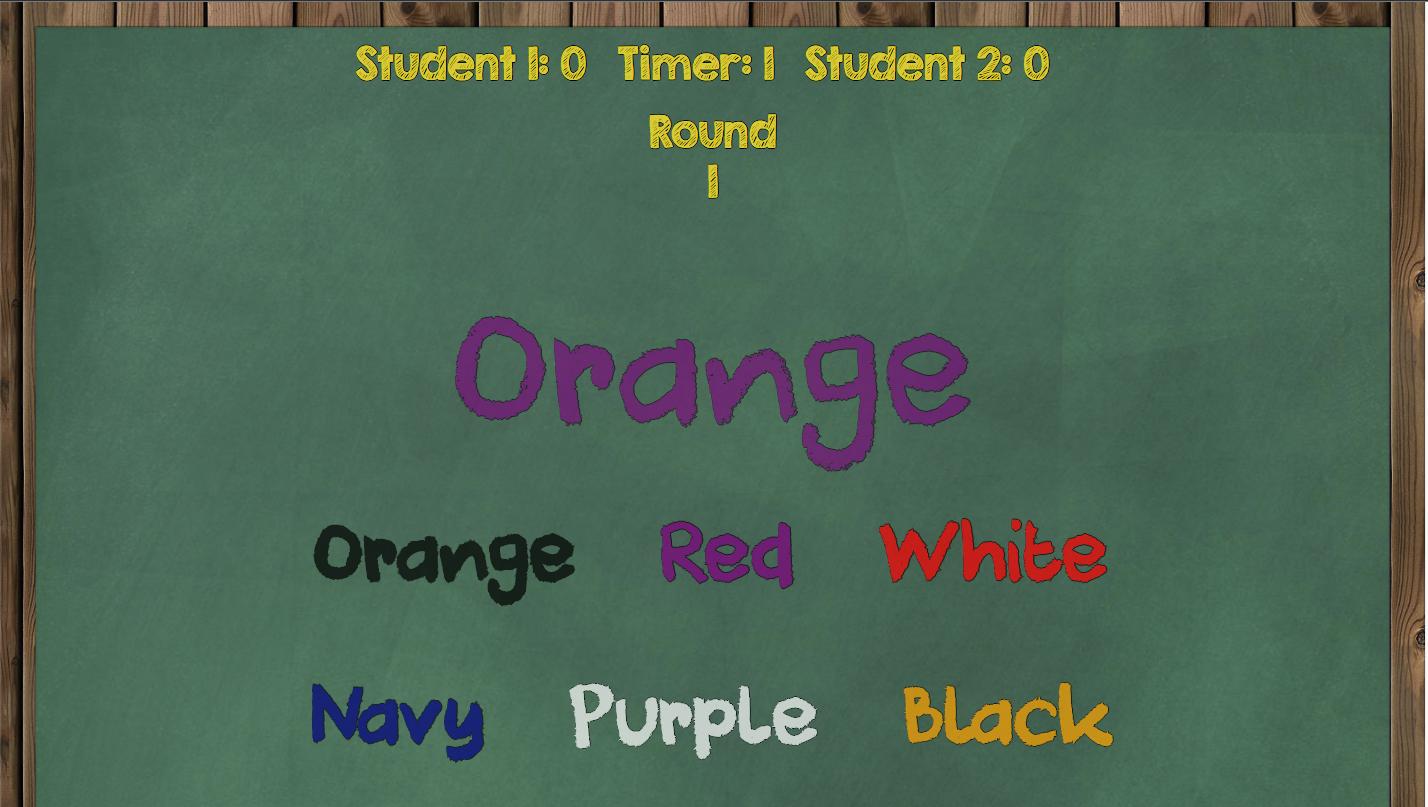 Student 1: 0 Timer: 1 Student 2: 0
Round
1
Orange
Orange Red White
Navy Purple Black